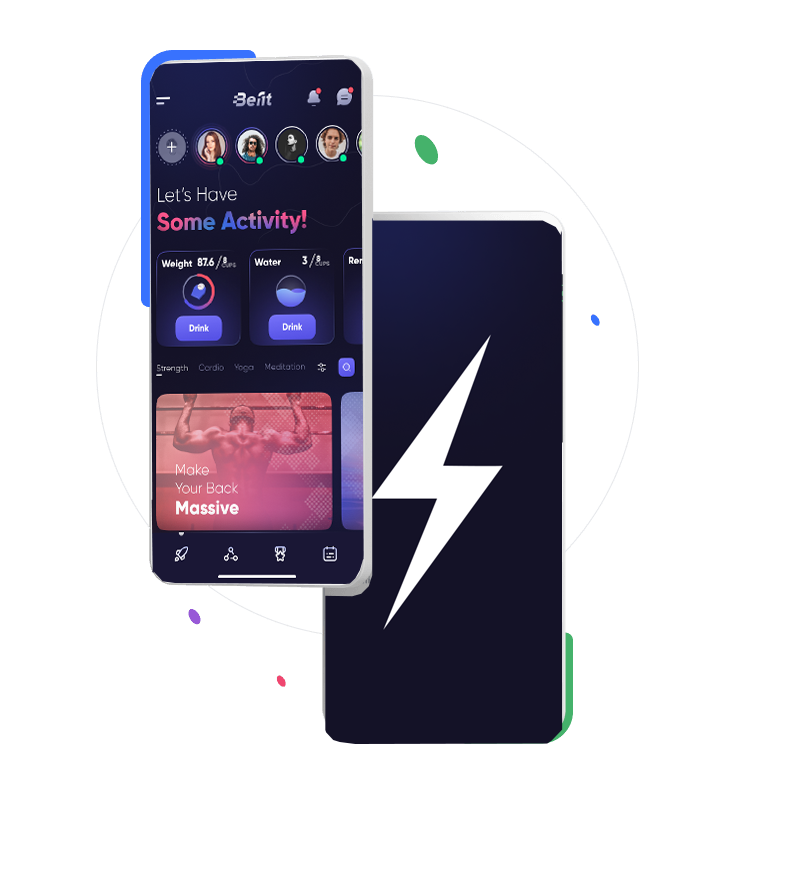 Befit
Let's Have
Some Activity!
Weight 87.6 / 8 CUPS
Water 3 / 8 CUPS
Ren
Drink
Drink
Strength Cardio Yoga Meditation
Make
Your Back
Massive